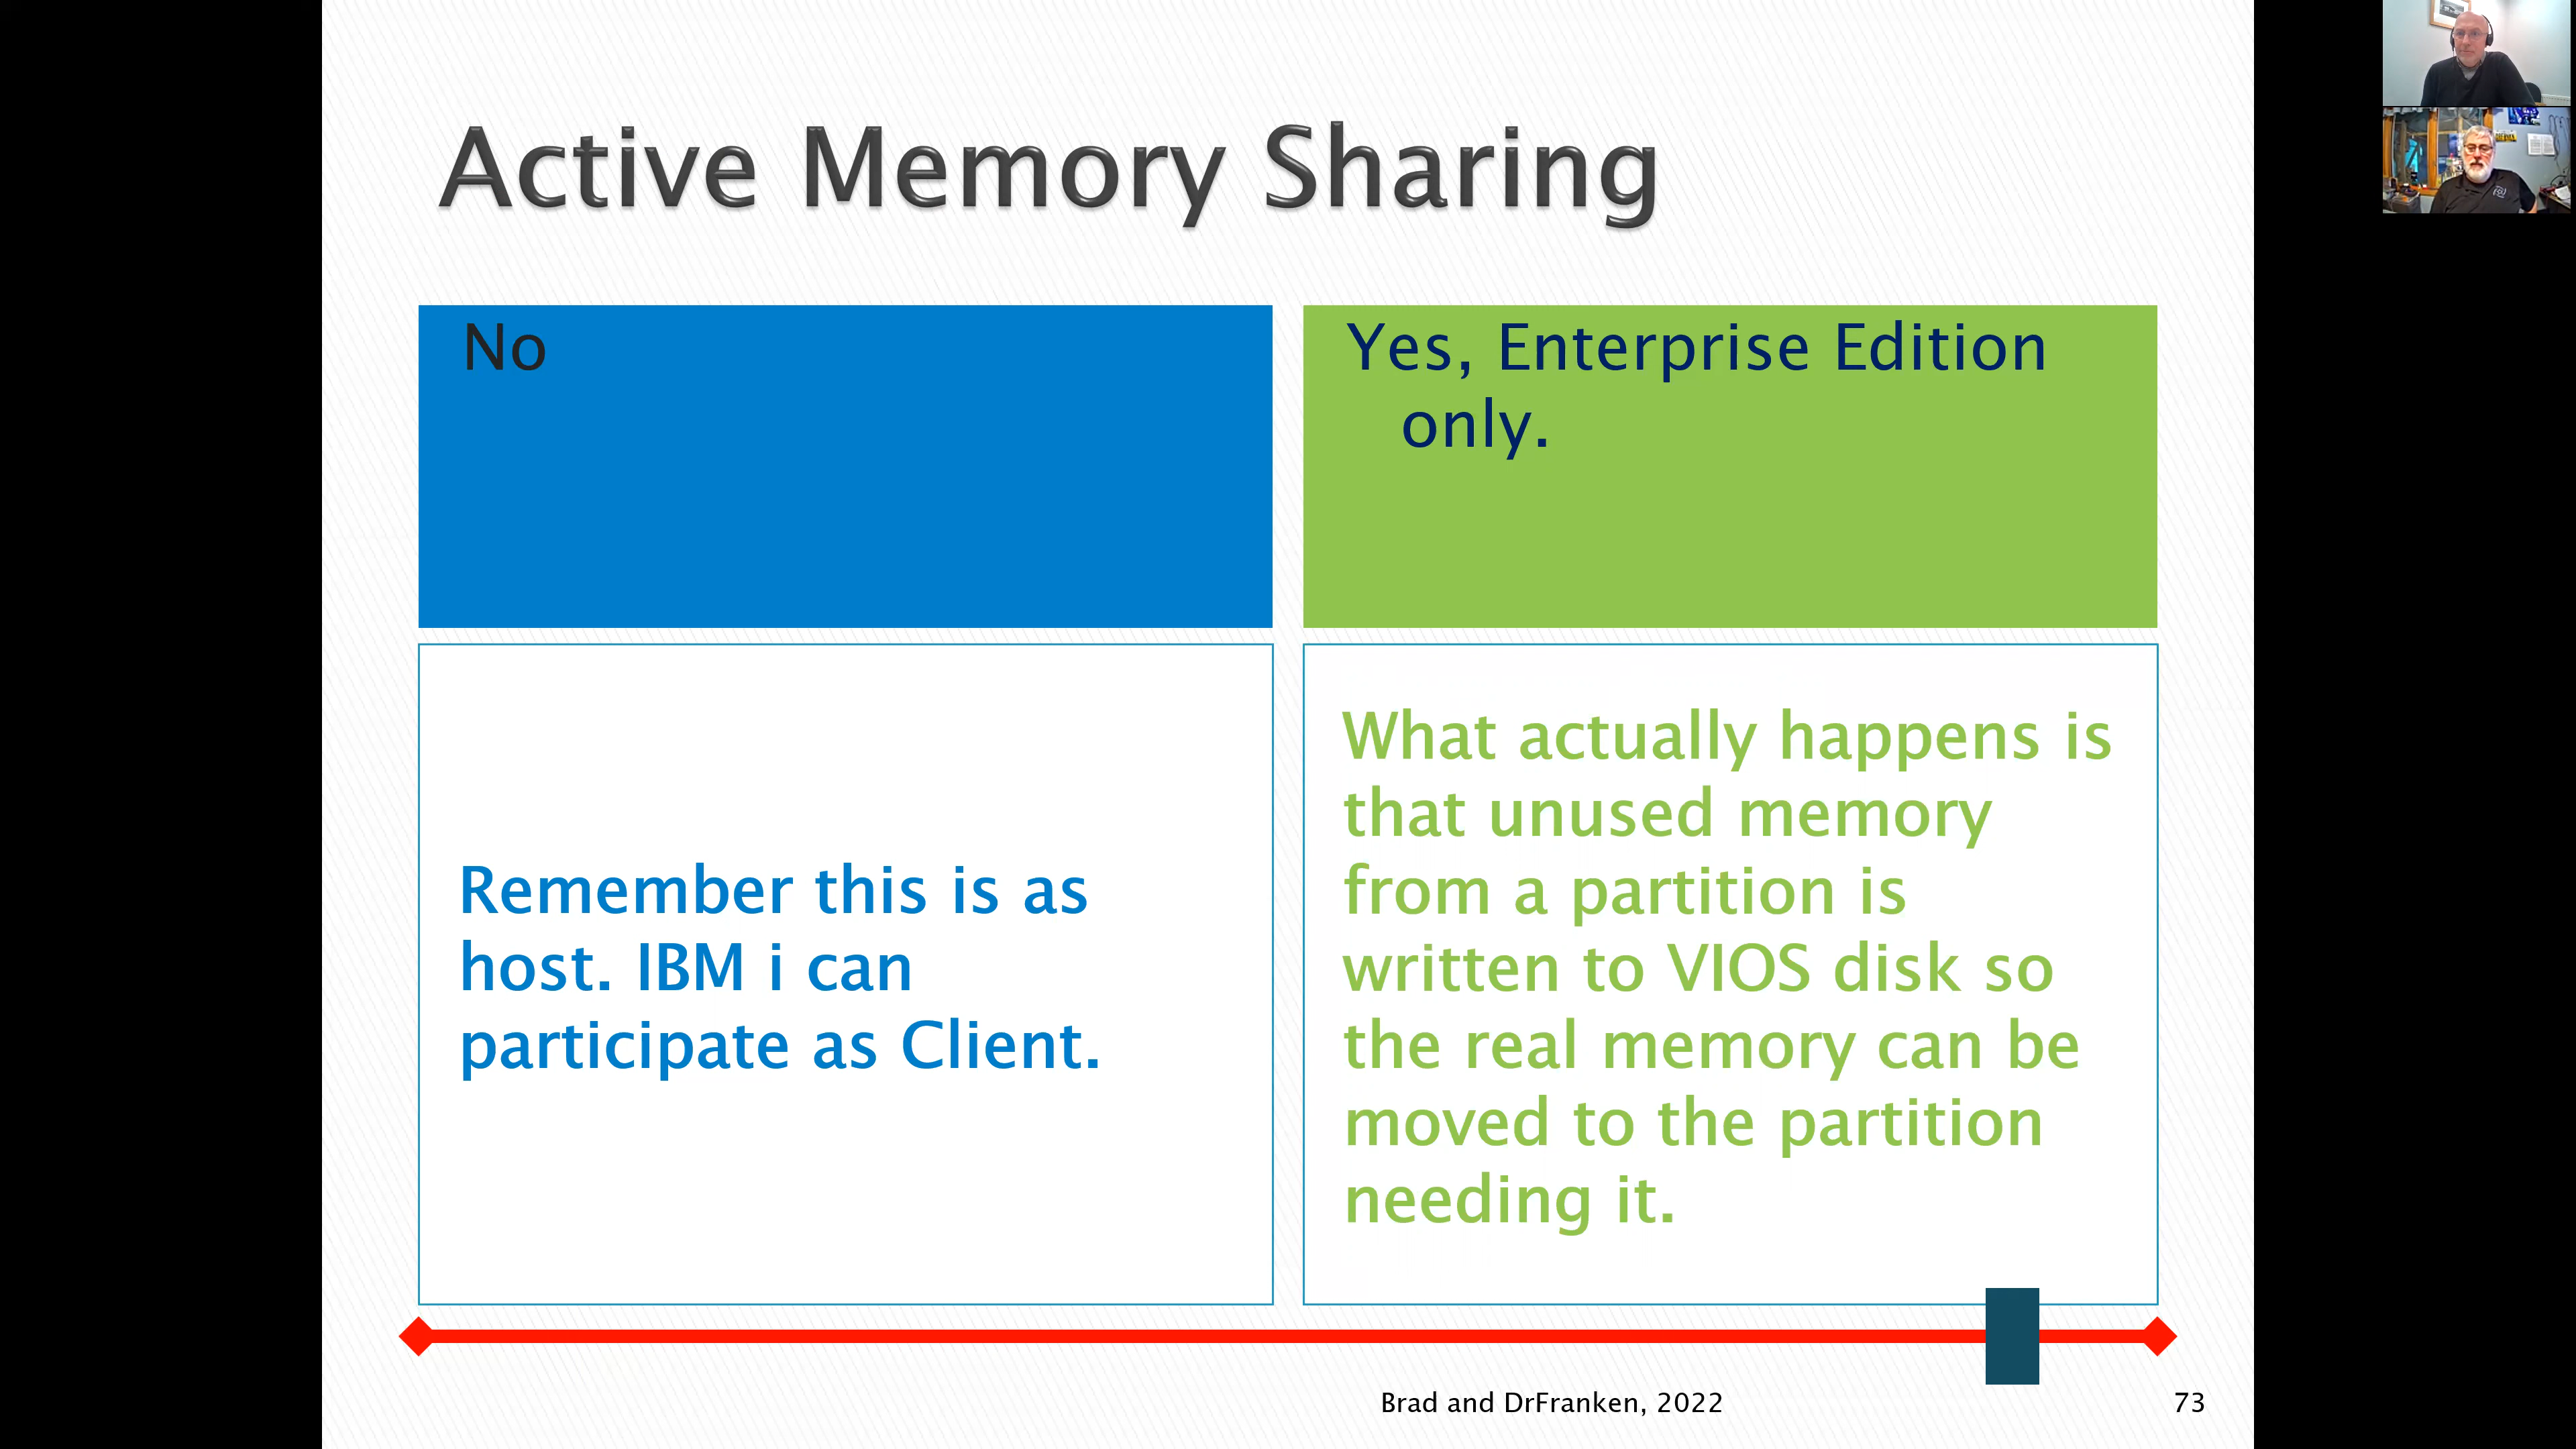 Active Memory Sharing
No
Yes, Enterprise Edition
only.
Remember this is as
host. IBM i can
participate as Client.
What actually happens is
that unused memory
from a partition is
written to VIOS disk so
the real memory can be
moved to the partition
needing it.
Brad and DrFranken, 2022
73